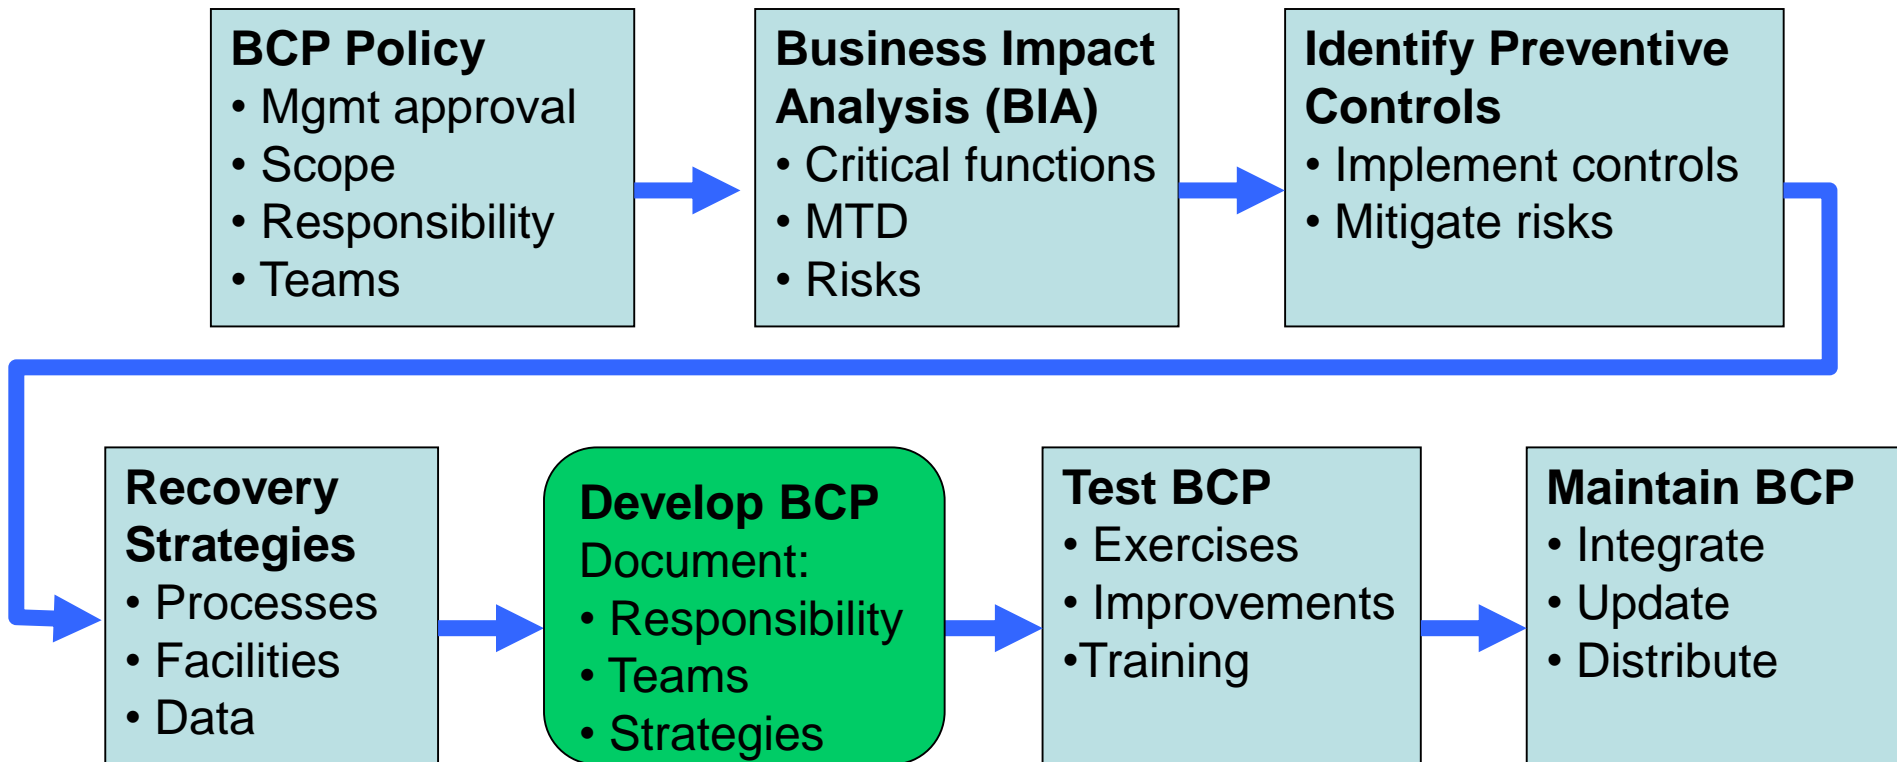 BCP Policy
• Mgmt approval
• Scope
• Responsibility
• Teams
Business Impact
Analysis (BIA)
• Critical functions
• MTD
• Risks
Identify Preventive
Controls
• Implement controls
• Mitigate risks
Recovery
Strategies
• Processes
• Facilities
• Data
Develop BCP
Document:
• Responsibility
• Teams
• Strategies
Test BCP
• Exercises
• Improvements
•Training
Maintain BCP
• Integrate
• Update
• Distribute